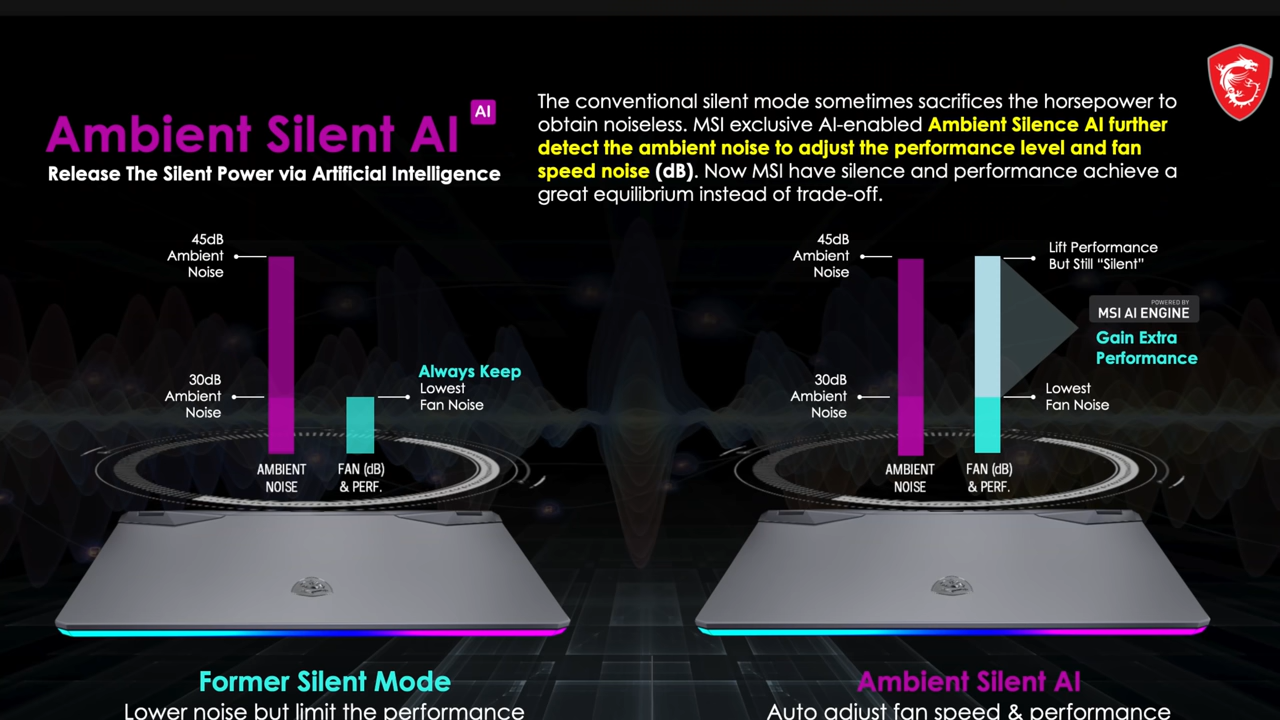 Ambient Silent AI AI
Release The Silent Power via Artificial Intelligence
The conventional silent mode sometimes sacrifices the horsepower to
obtain noiseless. MSI exclusive AI-enabled Ambient Silence AI further
detect the ambient noise to adjust the performance level and fan
speed noise (dB). Now MSI have silence and performance achieve a
great equilibrium instead of trade-off.
45dB
Ambient
Noise
30dB
Ambient
Noise
Always Keep
Lowest
Fan Noise
AMBIENT
NOISE
FAN (dB)
& PERF.
Former Silent Mode
Lower noise but limit the performance
45dB
Ambient
Noise
Lift Performance
But Still “Silent”
POWERED BY
MSI AI ENGINE
Gain Extra
Performance
30dB
Ambient
Noise
Lowest
Fan Noise
AMBIENT
NOISE
FAN (dB)
& PERF.
Ambient Silent AI
Auto adjust fan speed & performance